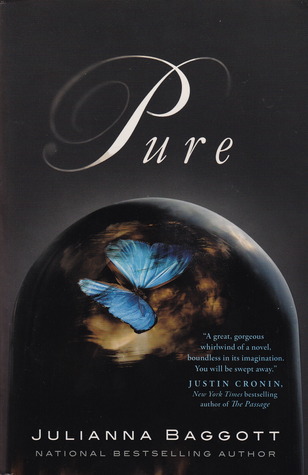 Pure
"A great, gorgeous
whirlwind of a novel,
boundless in its imagination.
You will be swept away."
JUSTIN CRONIN,
New York Times bestselling
author of The Passage
JULIANNA BAGGOTT
NATIONAL BESTSELLING AUTHOR